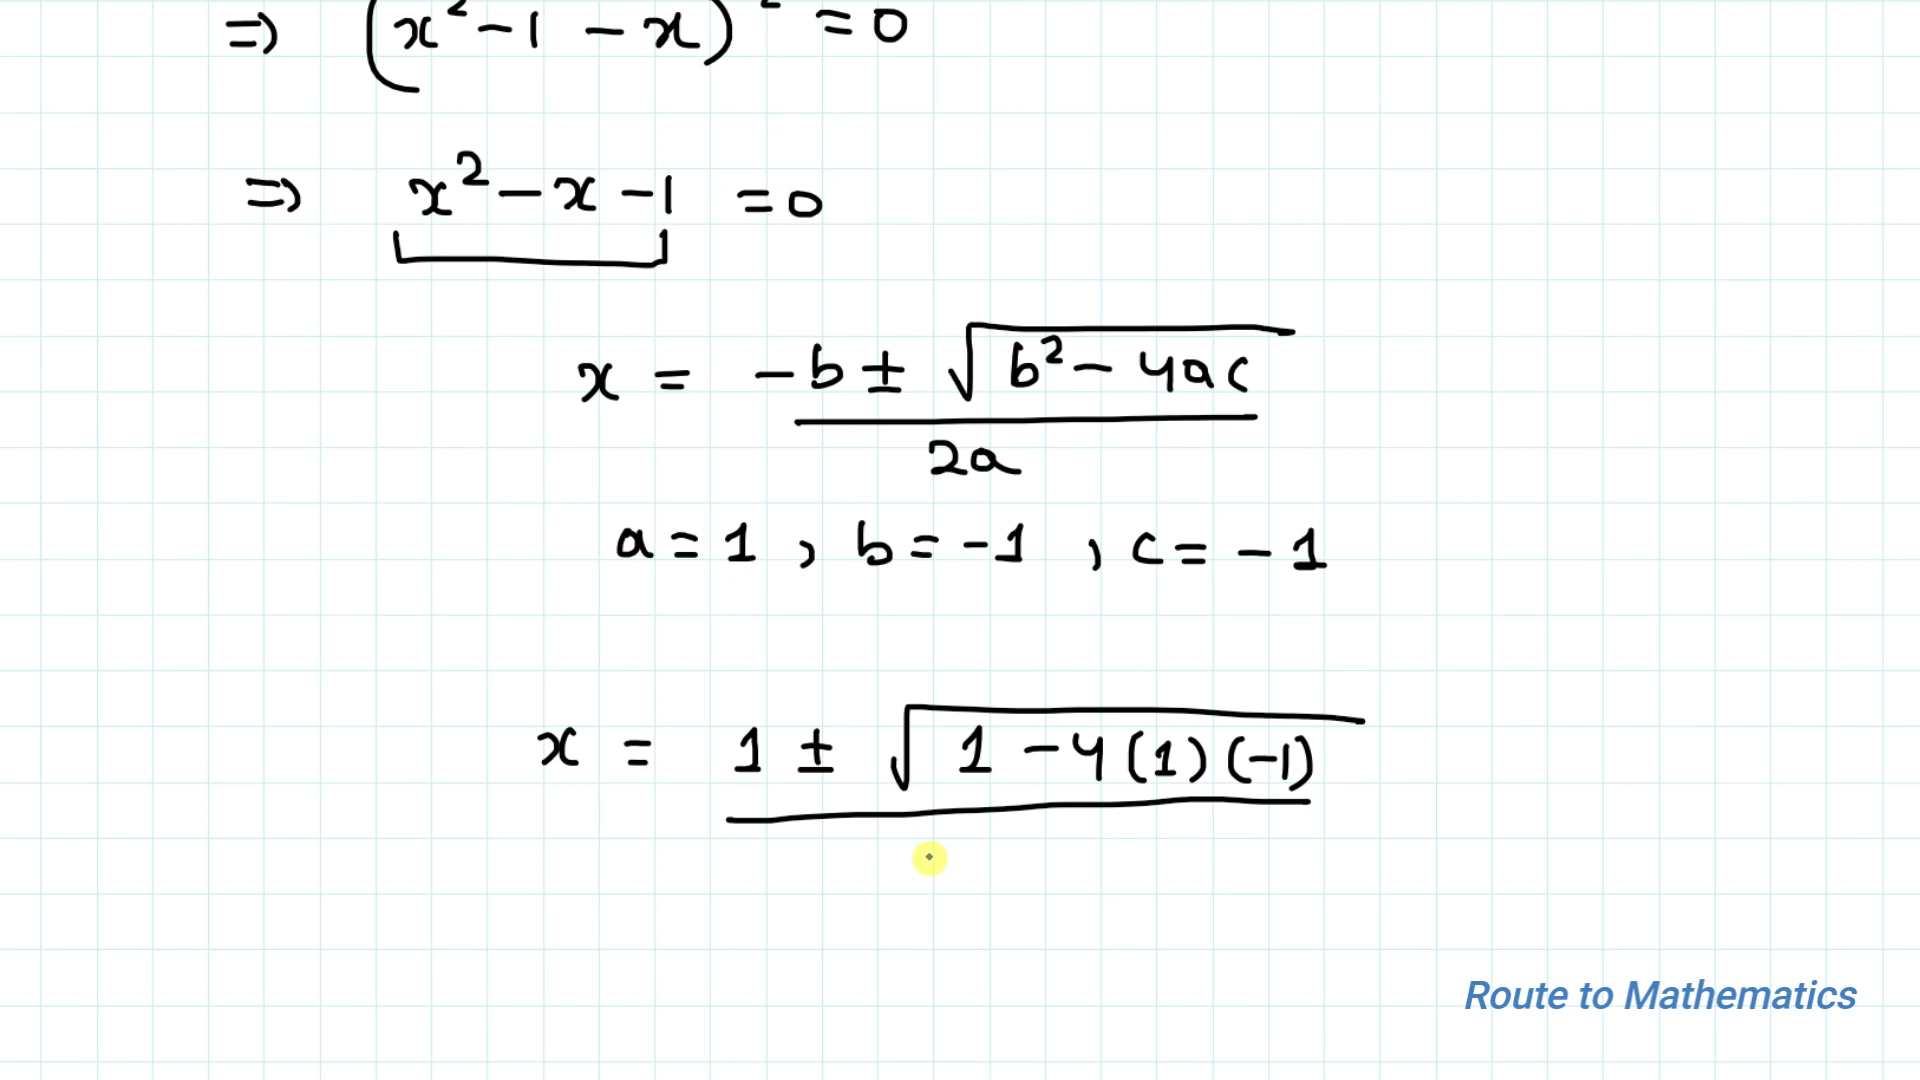 => (x² - 1 - x)² = 0
=> x² - x - 1 = 0
x = -b ± √(b² - 4ac)
2a
a = 1 , b = -1 , c = -1
x = 1 ± √(1 - 4(1)(-1))
Route to Mathematics